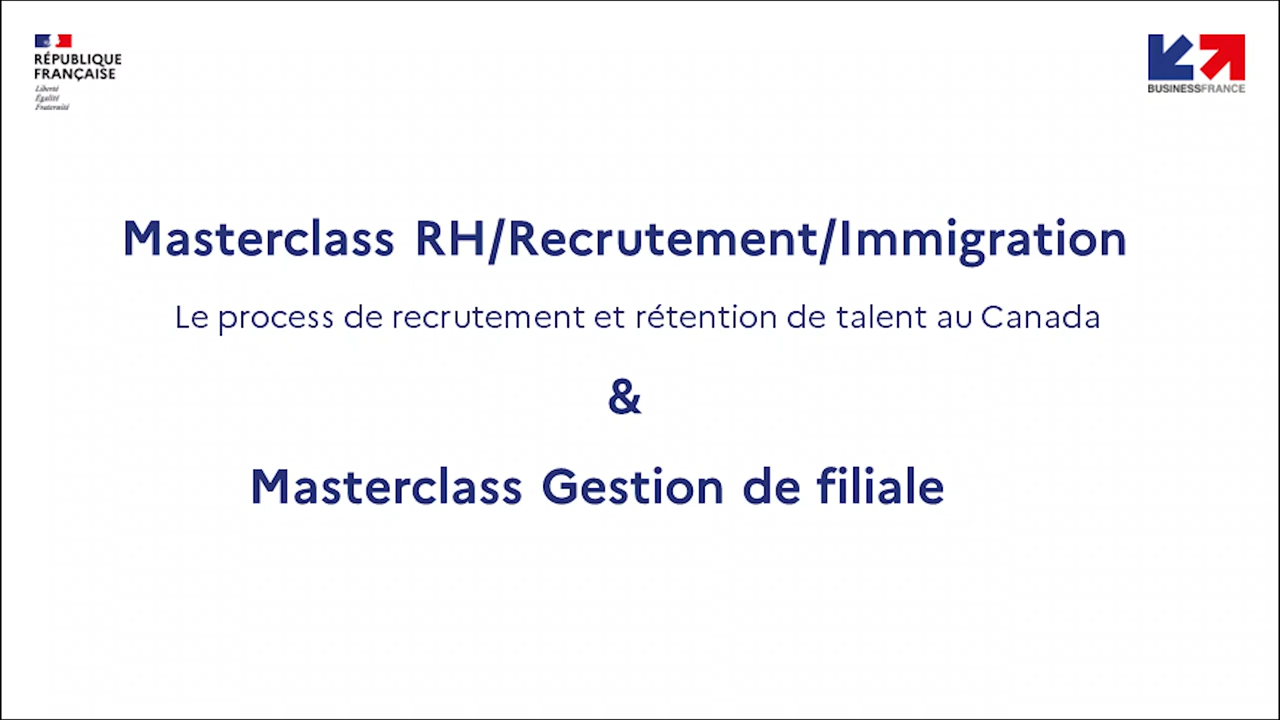 RÉPUBLIQUE
FRANÇAISE
Liberté
Égalité
Fraternité
BUSINESSFRANCE
Masterclass RH/Recrutement/Immigration
Le process de recrutement et rétention de talent au Canada
&
Masterclass Gestion de filiale